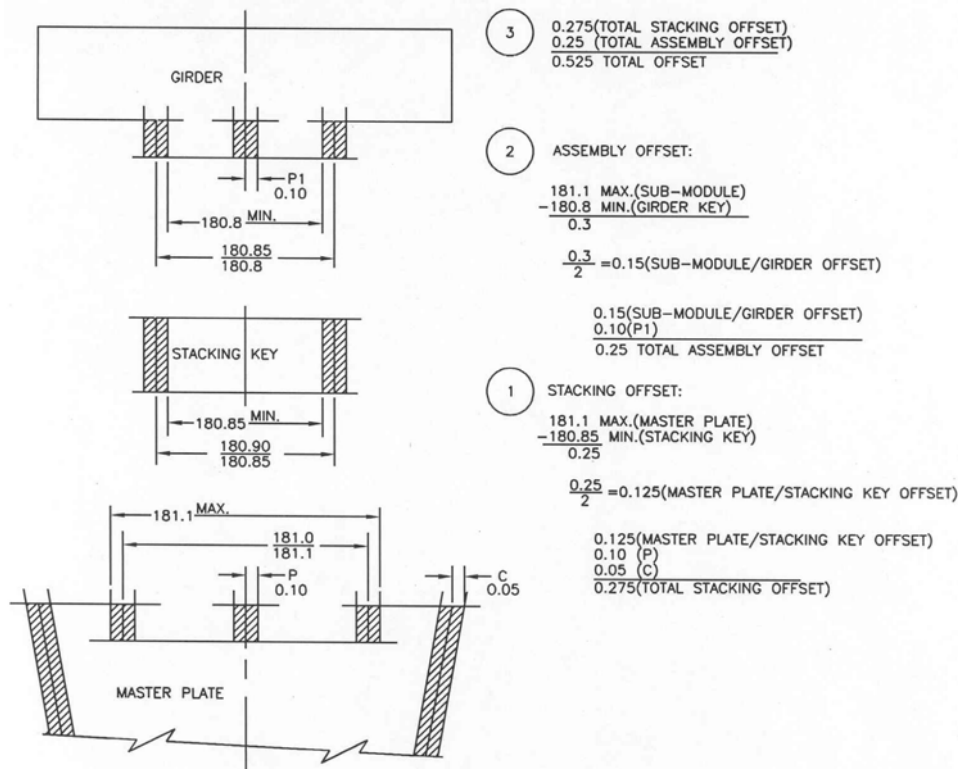 GIRDER
P1
0.10
180.8 MIN.
180.85
180.8
STACKING KEY
180.85 MIN.
180.90
180.85
181.1 MAX.
181.0
181.1
P
0.10
C
0.05
MASTER PLATE
3
0.275(TOTAL STACKING OFFSET)
0.25 (TOTAL ASSEMBLY OFFSET)
0.525 TOTAL OFFSET
2 ASSEMBLY OFFSET:
181.1 MAX.(SUB-MODULE)
-180.8 MIN.(GIRDER KEY)
0.3
0.3
2
=0.15(SUB-MODULE/GIRDER OFFSET)
0.15(SUB-MODULE/GIRDER OFFSET)
0.10(P1)
0.25 TOTAL ASSEMBLY OFFSET
1 STACKING OFFSET:
181.1 MAX.(MASTER PLATE)
-180.85 MIN.(STACKING KEY)
0.25
0.25
2
=0.125(MASTER PLATE/STACKING KEY OFFSET)
0.125(MASTER PLATE/STACKING KEY OFFSET)
0.10 (P)
0.05 (C)
0.275(TOTAL STACKING OFFSET)